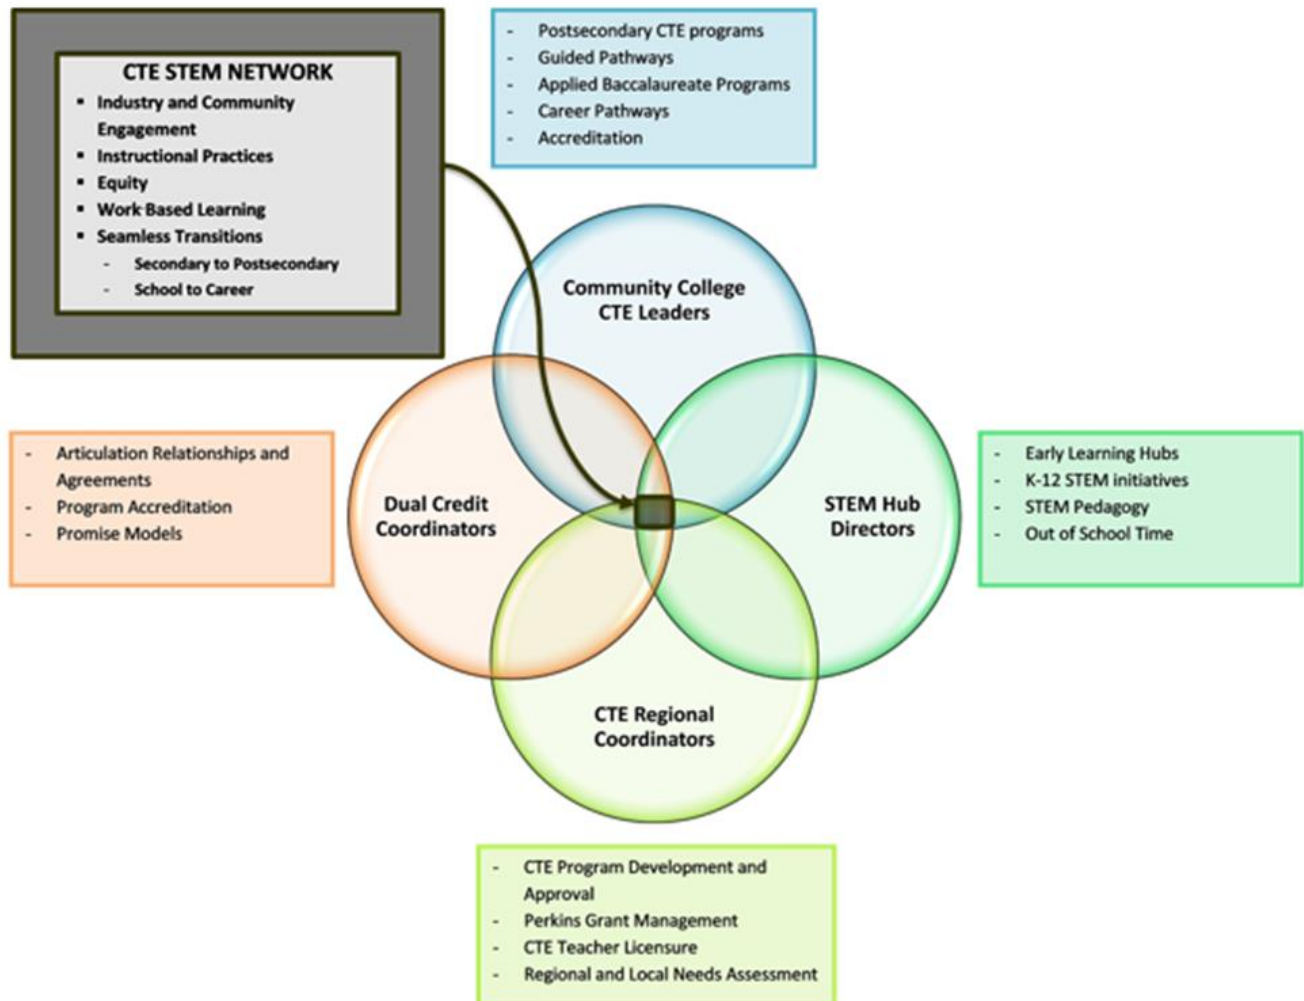 CTE STEM NETWORK
▪ Industry and Community
Engagement
▪ Instructional Practices
▪ Equity
▪ Work Based Learning
▪ Seamless Transitions
- Secondary to Postsecondary
- School to Career
- Postsecondary CTE programs
- Guided Pathways
- Applied Baccalaureate Programs
- Career Pathways
- Accreditation
Community College
CTE Leaders
- Articulation Relationships and
Agreements
- Program Accreditation
- Promise Models
Dual Credit
Coordinators
STEM Hub
Directors
- Early Learning Hubs
- K-12 STEM initiatives
- STEM Pedagogy
- Out of School Time
CTE Regional
Coordinators
- CTE Program Development and
Approval
- Perkins Grant Management
- CTE Teacher Licensure
- Regional and Local Needs Assessment